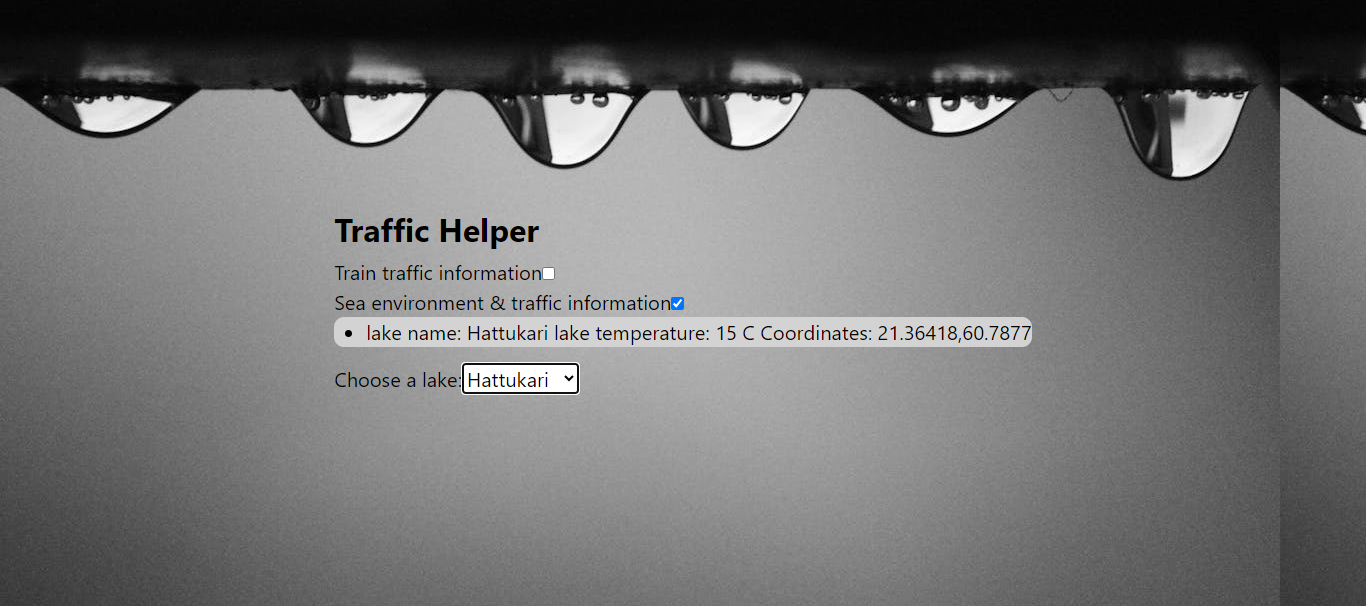 Traffic Helper
Train traffic information
Sea environment & traffic information
lake name: Hattukari lake temperature: 15 C Coordinates: 21.36418,60.7877
Choose a lake: Hattukari